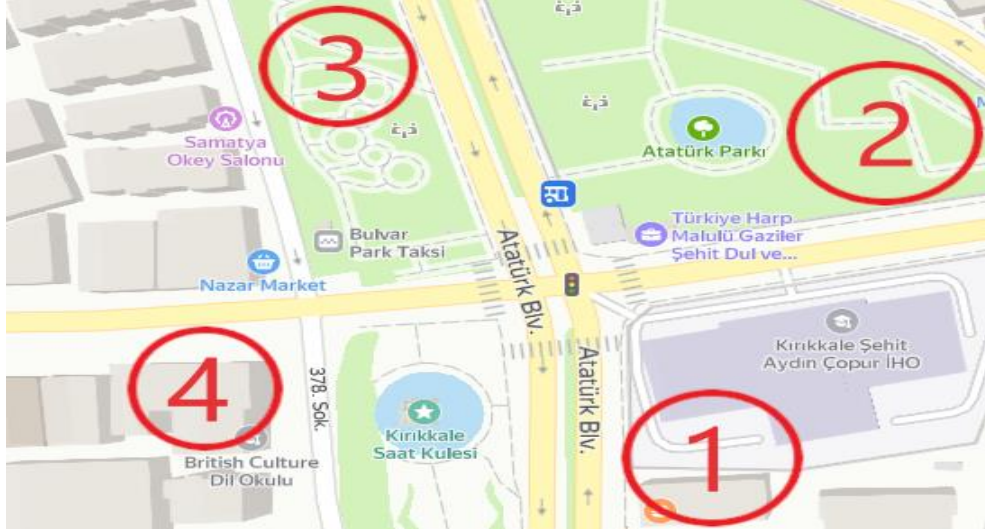 3
2
Samatya
Okey Salonu
Atatürk Parkı
Türkiye Harp
Malulü Gaziler
Şehit Dul ve...
Bulvar
Park Taksi
Atatürk Blv.
Nazar Market
Kırıkkale Şehit
Aydın Çopur İHO
4
378. Sok.
Atatürk Blv.
1
Kırıkkale
Saat Kulesi
British Culture
Dil Okulu